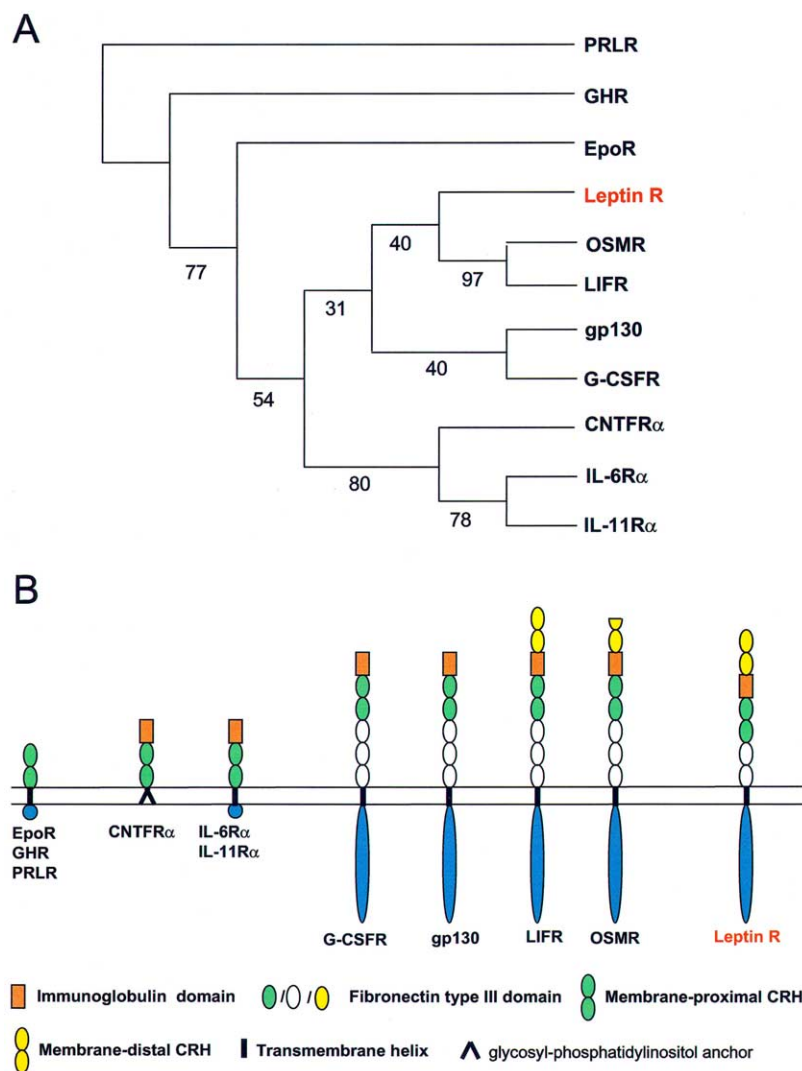 A
PRLR
GHR
EpoR
Leptin R
40
OSMR
77
97
LIFR
31
gp130
40
G-CSFR
54
CNTFRα
80
IL-6Rα
78
IL-11Rα
B
EpoR
GHR
PRLR
CNTFRα
IL-6Rα
IL-11Rα
G-CSFR
gp130
LIFR
OSMR
Leptin R
Immunoglobulin domain
/ / Fibronectin type III domain
Membrane-proximal CRH
Membrane-distal CRH
Transmembrane helix
glycosyl-phosphatidylinositol anchor